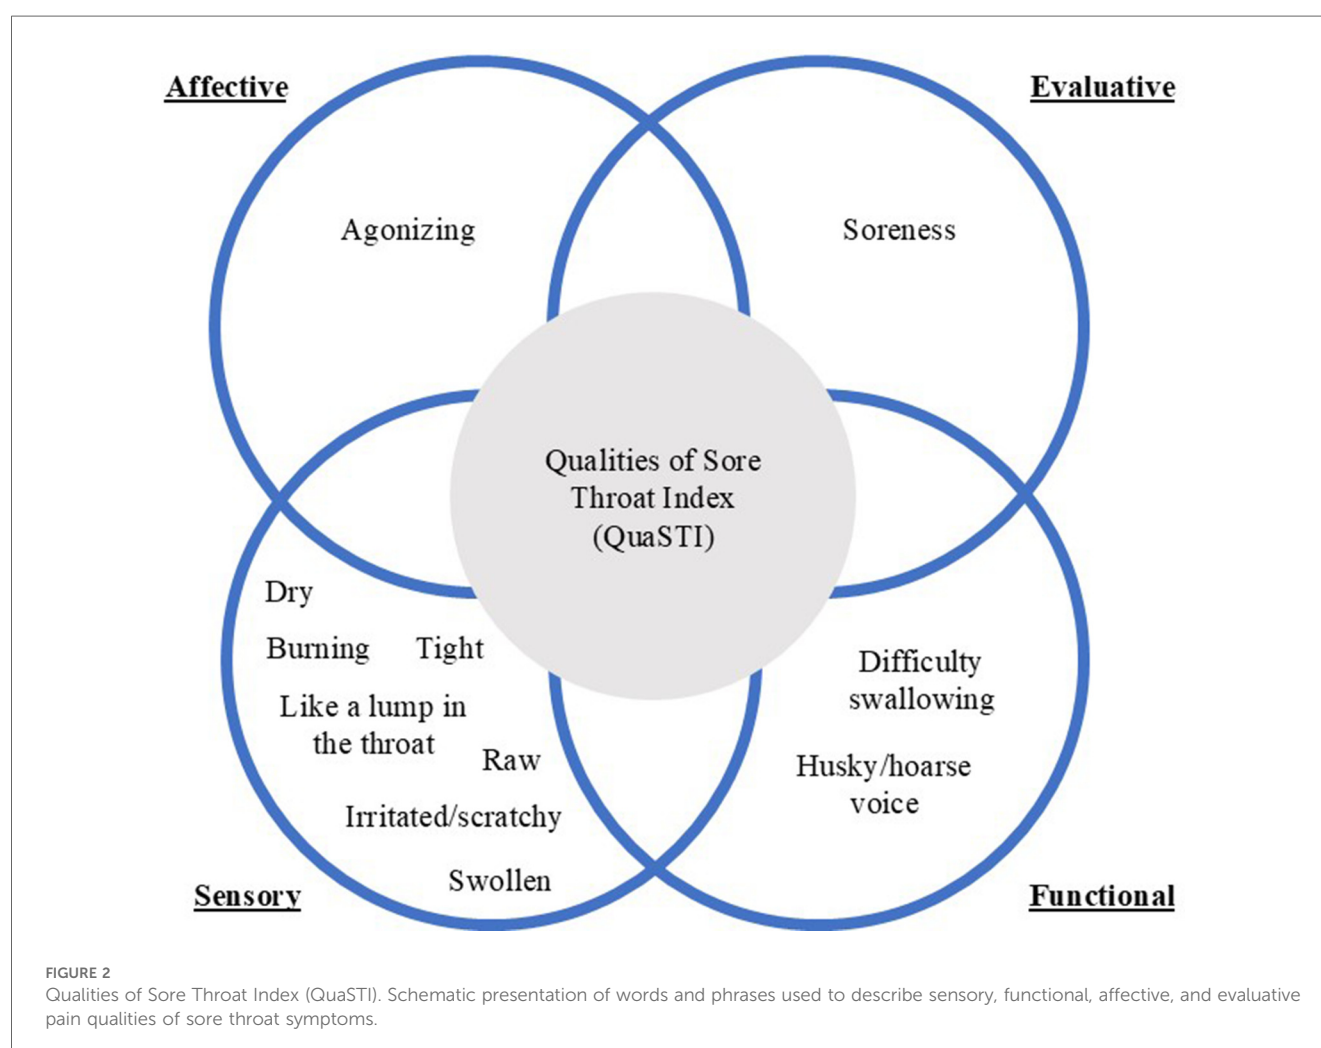 Affective
Evaluative
Agonizing
Soreness
Qualities of Sore
Throat Index
(QuaSTI)
Dry
Burning
Tight
Like a lump in
the throat
Raw
Irritated/scratchy
Swollen
Difficulty
swallowing
Husky/hoarse
voice
Sensory
Functional
FIGURE 2
Qualities of Sore Throat Index (QuaSTI). Schematic presentation of words and phrases used to describe sensory, functional, affective, and evaluative
pain qualities of sore throat symptoms.